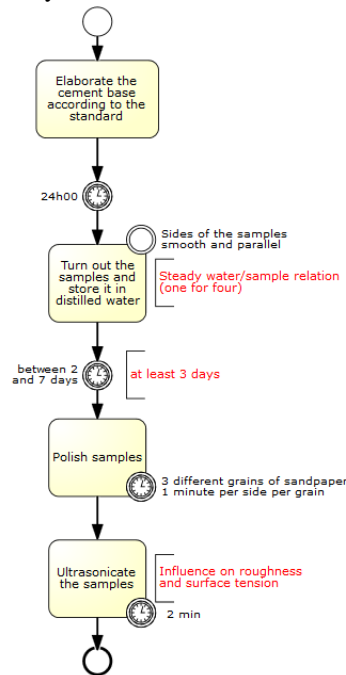 Elaborate the
cement base
according to the
standard
24h00
Sides of the samples
smooth and parallel
Turn out the
samples and
store it in
distilled water
Steady water/sample relation
(one for four)
between 2
and 7 days
at least 3 days
Polish samples
3 different grains of sandpaper
1 minute per side per grain
Ultrasonicate
the samples
Influence on roughness
and surface tension
2 min